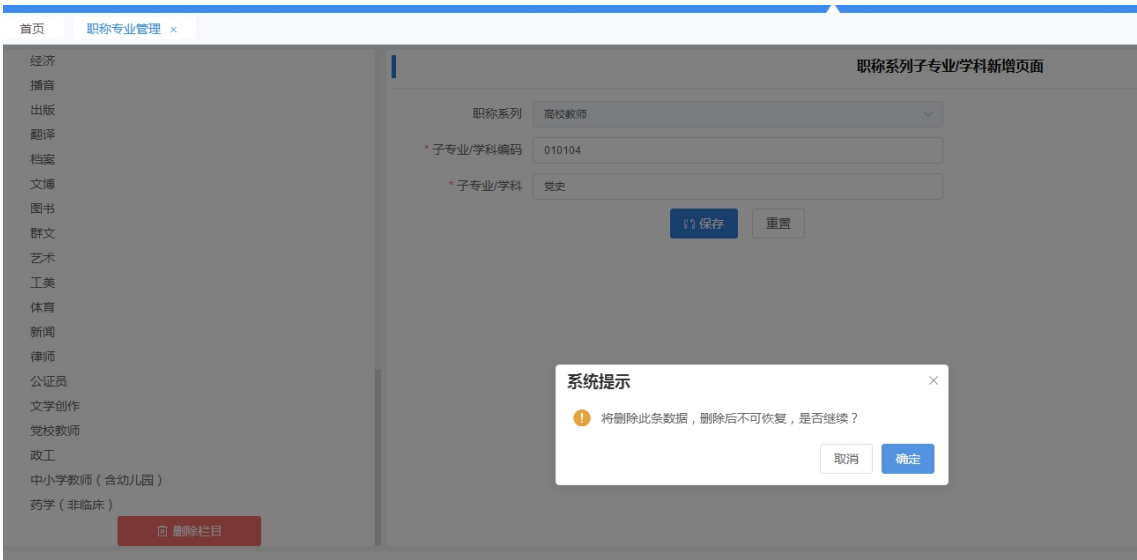 首页 职称专业管理 ×
经济
播音
出版
翻译
档案
文博
图书
群文
艺术
工美
体育
新闻
律师
公证员
文学创作
党校教师
政工
中小学教师（含幼儿园）
药学（非临床）
删除栏目
职称系列子专业/学科新增页面
职称系列 高校教师
*子专业/学科编码 010104
*子专业/学科 党史
保存 重置
系统提示 ×
将删除此条数据，删除后不可恢复，是否继续？
取消 确定